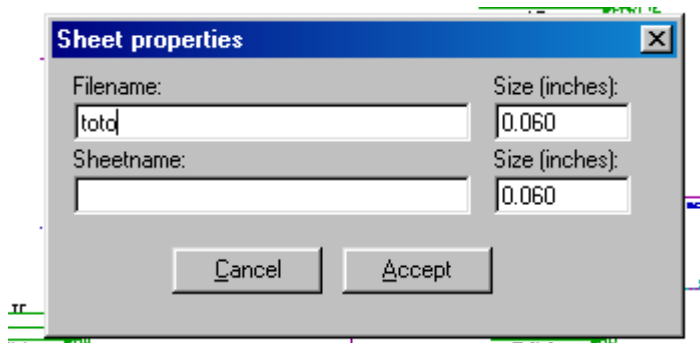 Sheet properties
Filename: Size (inches):
toto 0.060
Sheetname: Size (inches):
0.060
Cancel Accept